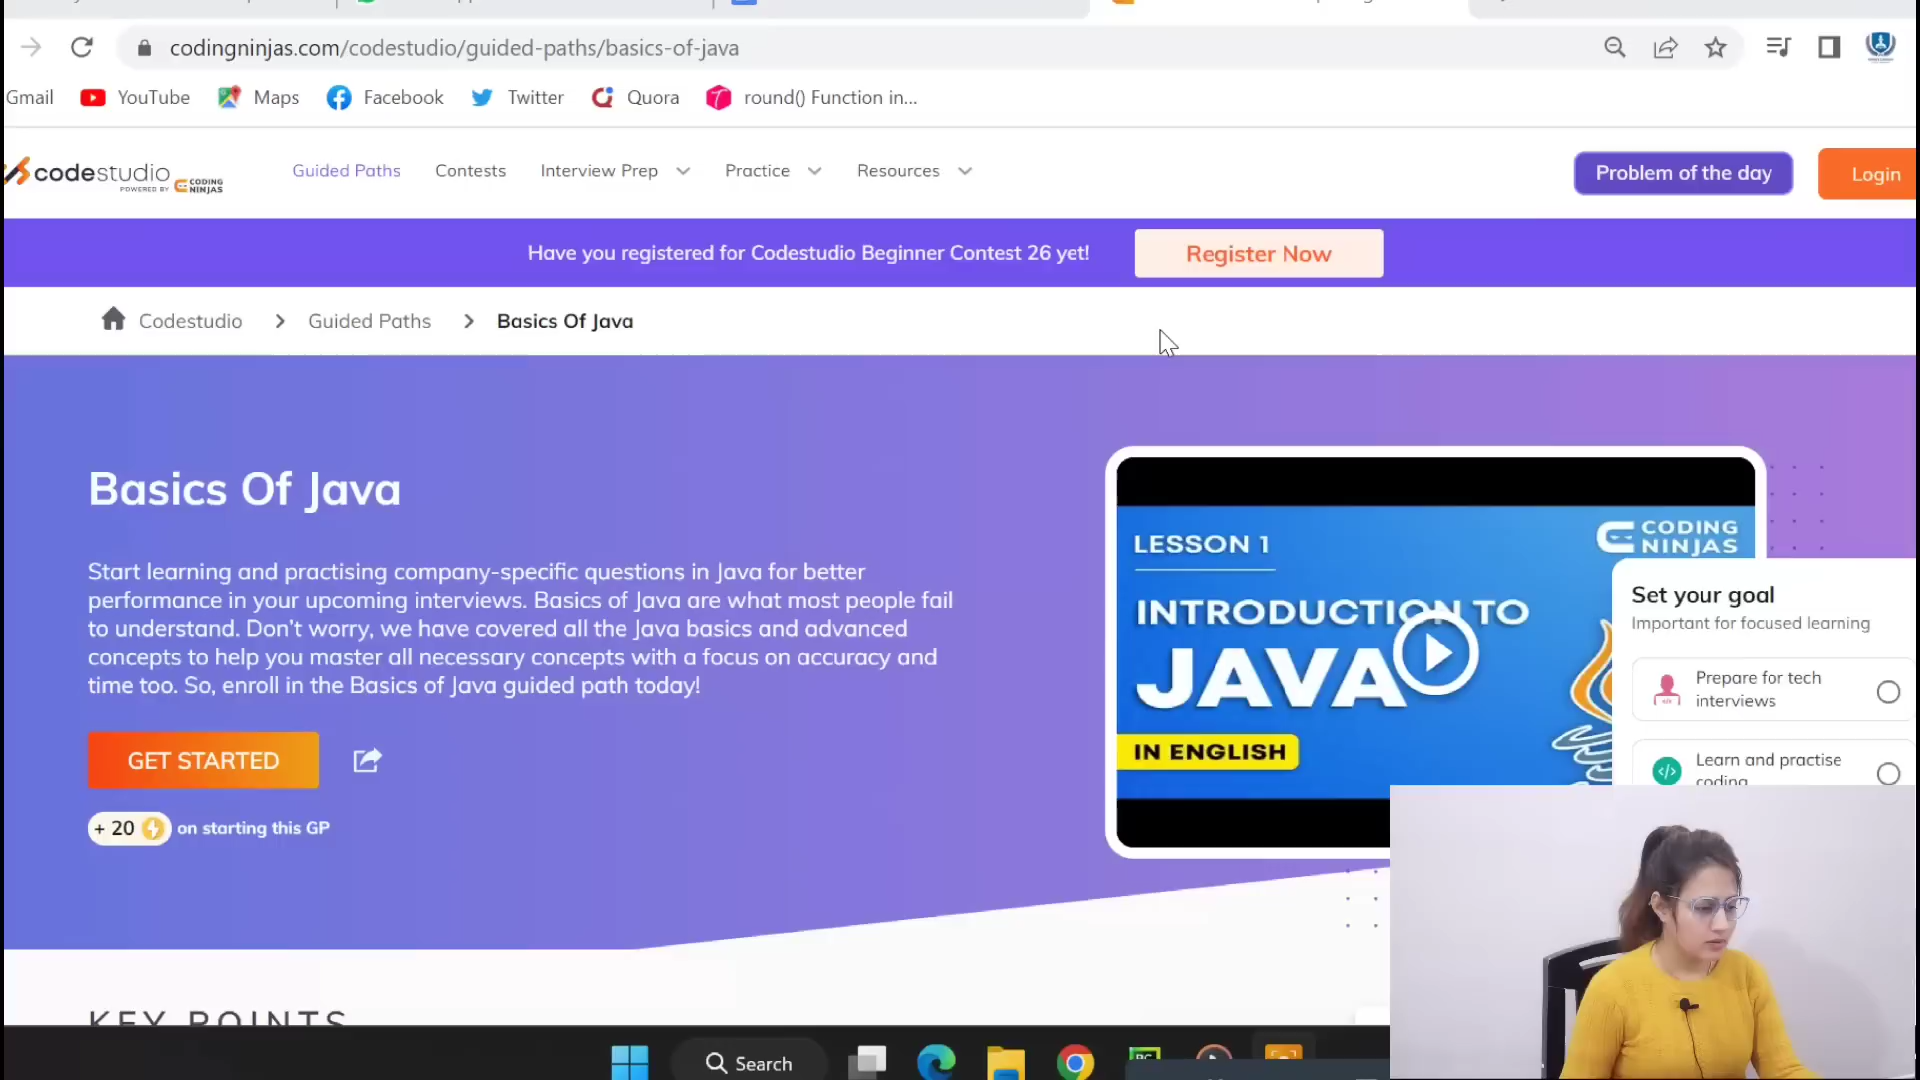 codingninjas.com/codestudio/guided-paths/basics-of-java
Gmail YouTube Maps Facebook Twitter Quora round() Function in...
codestudio
POWERED BY CODING NINJAS
Guided Paths Contests Interview Prep Practice Resources
Problem of the day Login
Have you registered for Codestudio Beginner Contest 26 yet! Register Now
Codestudio > Guided Paths > Basics Of Java
Basics Of Java
Start learning and practising company-specific questions in Java for better
performance in your upcoming interviews. Basics of Java are what most people fail
to understand. Don't worry, we have covered all the Java basics and advanced
concepts to help you master all necessary concepts with a focus on accuracy and
time too. So, enroll in the Basics of Java guided path today!
GET STARTED
+ 20 on starting this GP
LESSON 1
CODING
NINJAS
INTRODUCTION TO
JAVA
IN ENGLISH
Set your goal
Important for focused learning
Prepare for tech
interviews
Learn and practise
coding
KEY POINTS
Search